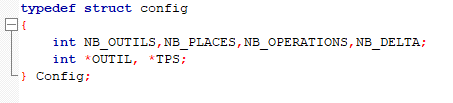 typedef struct config
{
    int NB_OUTILS,NB_PLACES,NB_OPERATIONS,NB_DELTA;
    int *OUTIL, *TPS;
} Config;